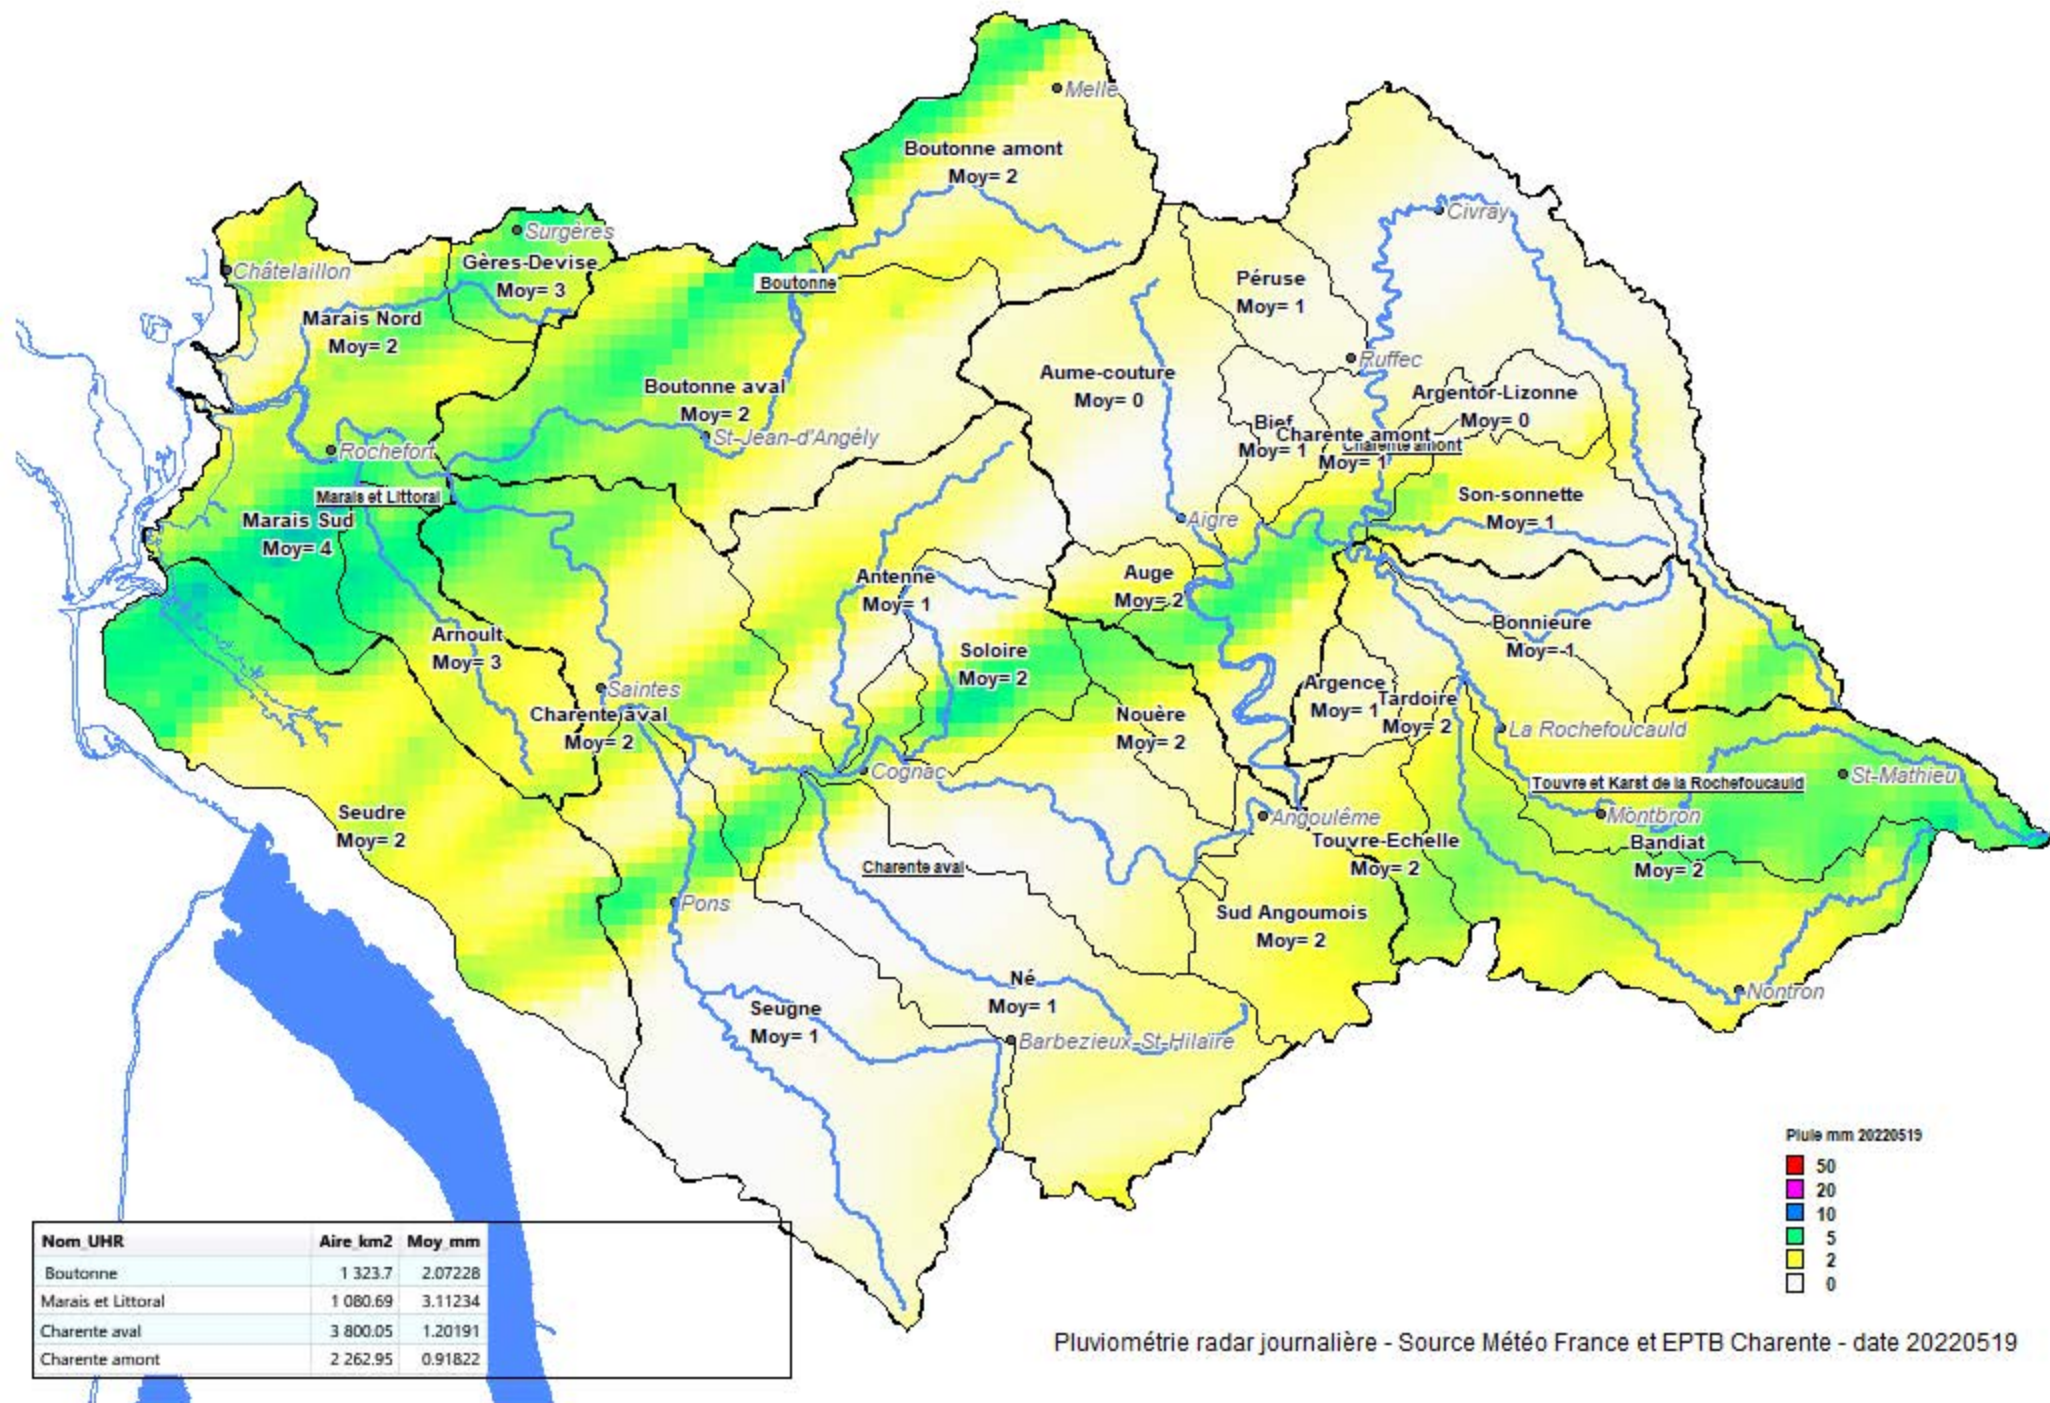 Melle
Boutonne amont
Moy= 2
Civray
Surgères
Châtelaillon
Gères-Devise
Moy= 3
Boutonne
Péruse
Moy= 1
Marais Nord
Moy= 2
Ruffec
Aume-couture
Moy= 0
Boutonne aval
Moy= 2
Argentor-Lizonne
Moy= 0
Bief
Moy= 1
Charente amont
Moy= 1
Charente amont
St-Jean-d'Angély
Rochefort
Marais et Littoral
Son-sonnette
Moy= 1
Marais Sud
Moy= 4
Aigre
Antenne
Moy= 1
Auge
Moy= 2
Bonnieure
Moy= 1
Arnoult
Moy= 3
Soloire
Moy= 2
Saintes
Argence
Moy= 1
Tardoire
Moy= 2
Charente aval
Moy= 2
Nouère
Moy= 2
La Rochefoucauld
Cognac
St-Mathieu
Touvre et Karst de la Rochefoucauld
Seudre
Moy= 2
Angoulême
Montbron
Touvre-Echelle
Moy= 2
Bandiat
Moy= 2
Charente aval
Pons
Sud Angoumois
Moy= 2
Né
Moy= 1
Nontron
Seugne
Moy= 1
Barbezieux-St-Hilaire
Pluie mm 20220519
50
20
10
5
2
0
Nom_UHR Aire_km2 Moy_mm
Boutonne 1 323.7 2.07228
Marais et Littoral 1 080.69 3.11234
Charente aval 3 800.05 1.20191
Charente amont 2 262.95 0.91822
Pluviométrie radar journalière - Source Météo France et EPTB Charente - date 20220519